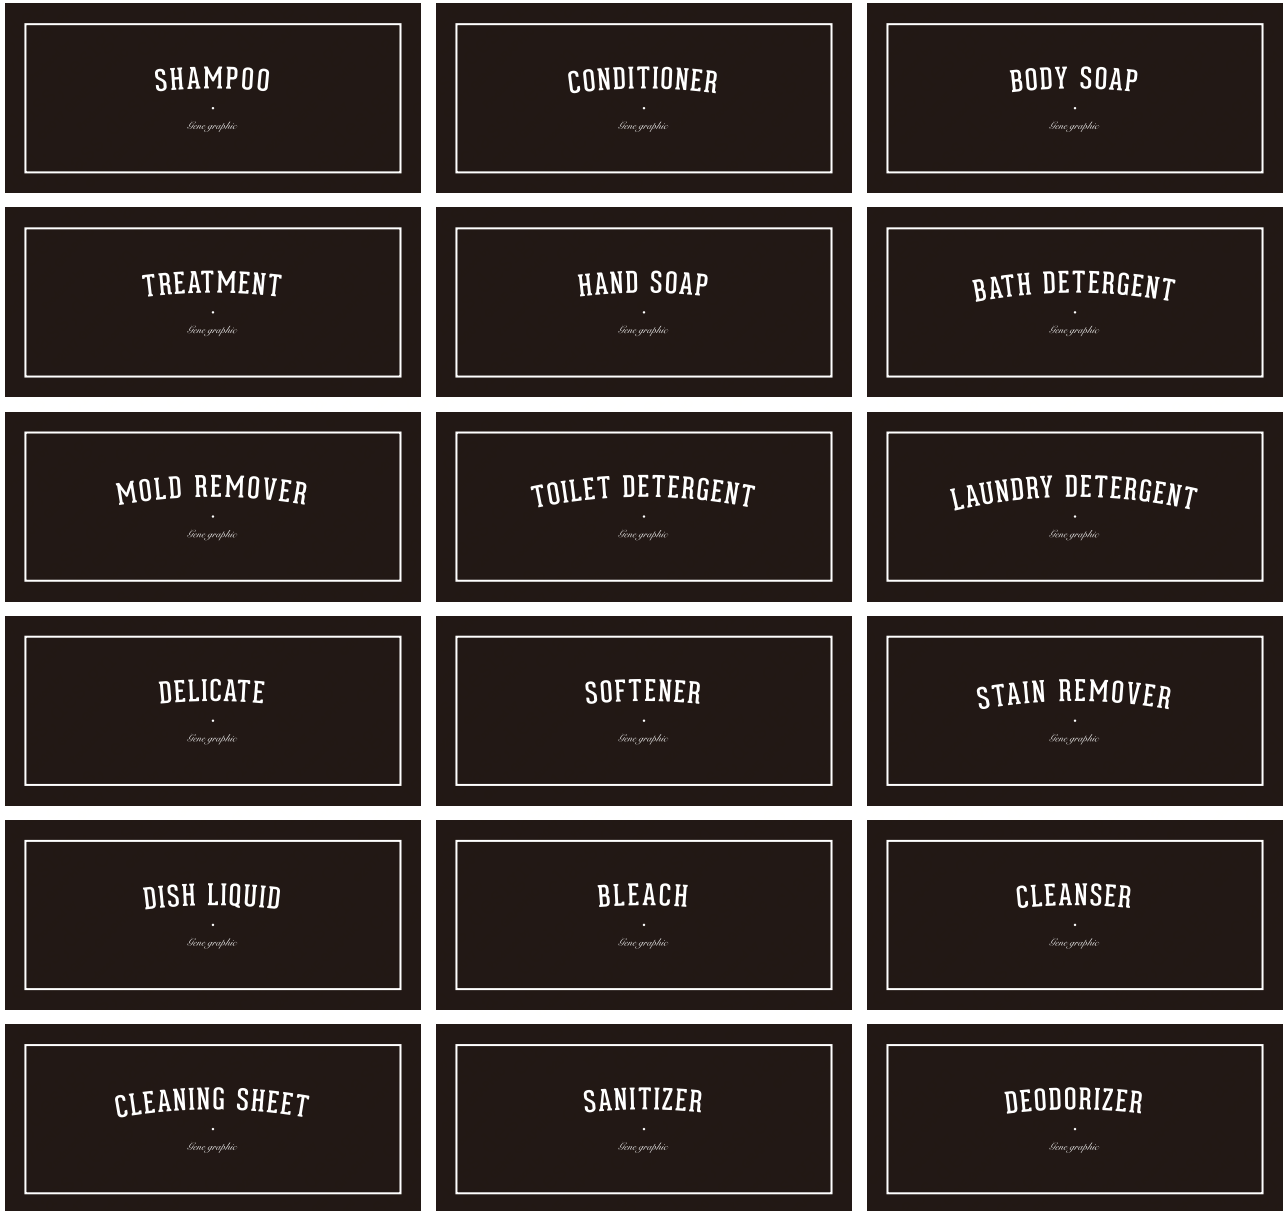 SHAMPOO
Gene graphic
CONDITIONER
Gene graphic
BODY SOAP
Gene graphic
TREATMENT
Gene graphic
HAND SOAP
Gene graphic
BATH DETERGENT
Gene graphic
MOLD REMOVER
Gene graphic
TOILET DETERGENT
Gene graphic
LAUNDRY DETERGENT
Gene graphic
DELICATE
Gene graphic
SOFTENER
Gene graphic
STAIN REMOVER
Gene graphic
DISH LIQUID
Gene graphic
BLEACH
Gene graphic
CLEANSER
Gene graphic
CLEANING SHEET
Gene graphic
SANITIZER
Gene graphic
DEODORIZER
Gene graphic